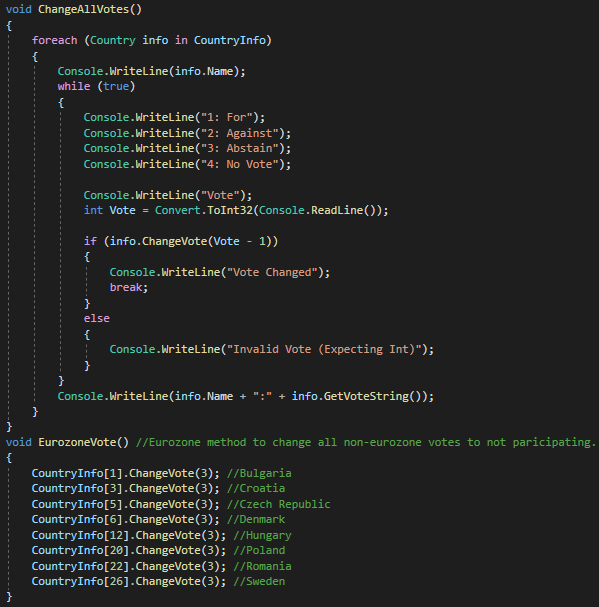 void ChangeAllVotes()
{
foreach (Country info in CountryInfo)
{
Console.WriteLine(info.Name);
while (true)
{
Console.WriteLine("1: For");
Console.WriteLine("2: Against");
Console.WriteLine("3: Abstain");
Console.WriteLine("4: No Vote");
Console.WriteLine("Vote");
int Vote = Convert.ToInt32(Console.ReadLine());
if (info.ChangeVote(Vote - 1))
{
Console.WriteLine("Vote Changed");
break;
}
else
{
Console.WriteLine("Invalid Vote (Expecting Int)");
}
}
Console.WriteLine(info.Name + ":" + info.GetVoteString());
}
}
void EurozoneVote() //Eurozone method to change all non-eurozone votes to not paricipating.
{
CountryInfo[1].ChangeVote(3); //Bulgaria
CountryInfo[3].ChangeVote(3); //Croatia
CountryInfo[5].ChangeVote(3); //Czech Republic
CountryInfo[6].ChangeVote(3); //Denmark
CountryInfo[12].ChangeVote(3); //Hungary
CountryInfo[20].ChangeVote(3); //Poland
CountryInfo[22].ChangeVote(3); //Romania
CountryInfo[26].ChangeVote(3); //Sweden
}